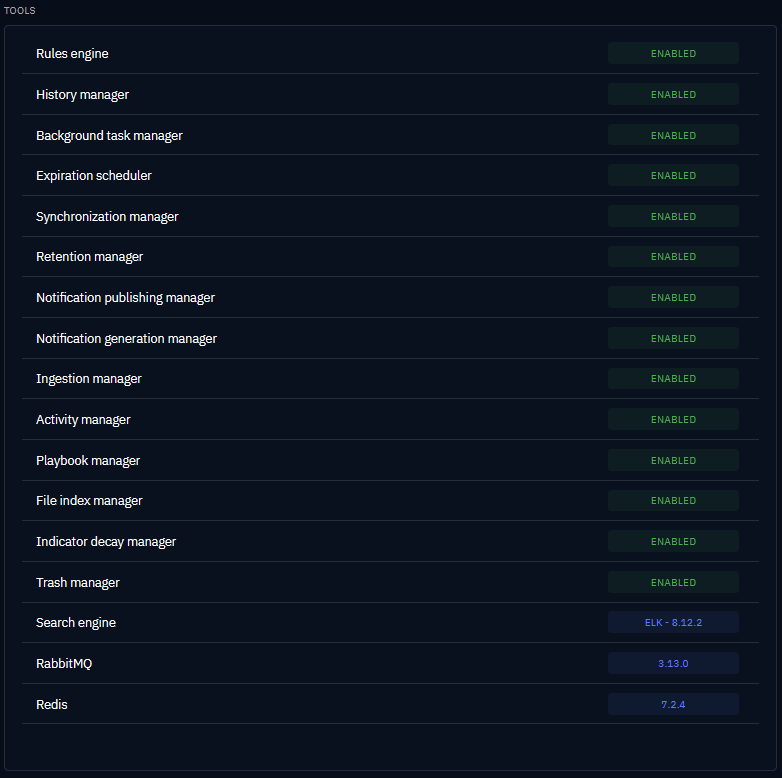 TOOLS
Rules engine ENABLED
History manager ENABLED
Background task manager ENABLED
Expiration scheduler ENABLED
Synchronization manager ENABLED
Retention manager ENABLED
Notification publishing manager ENABLED
Notification generation manager ENABLED
Ingestion manager ENABLED
Activity manager ENABLED
Playbook manager ENABLED
File index manager ENABLED
Indicator decay manager ENABLED
Trash manager ENABLED
Search engine ELK - 8.12.2
RabbitMQ 3.13.0
Redis 7.2.4